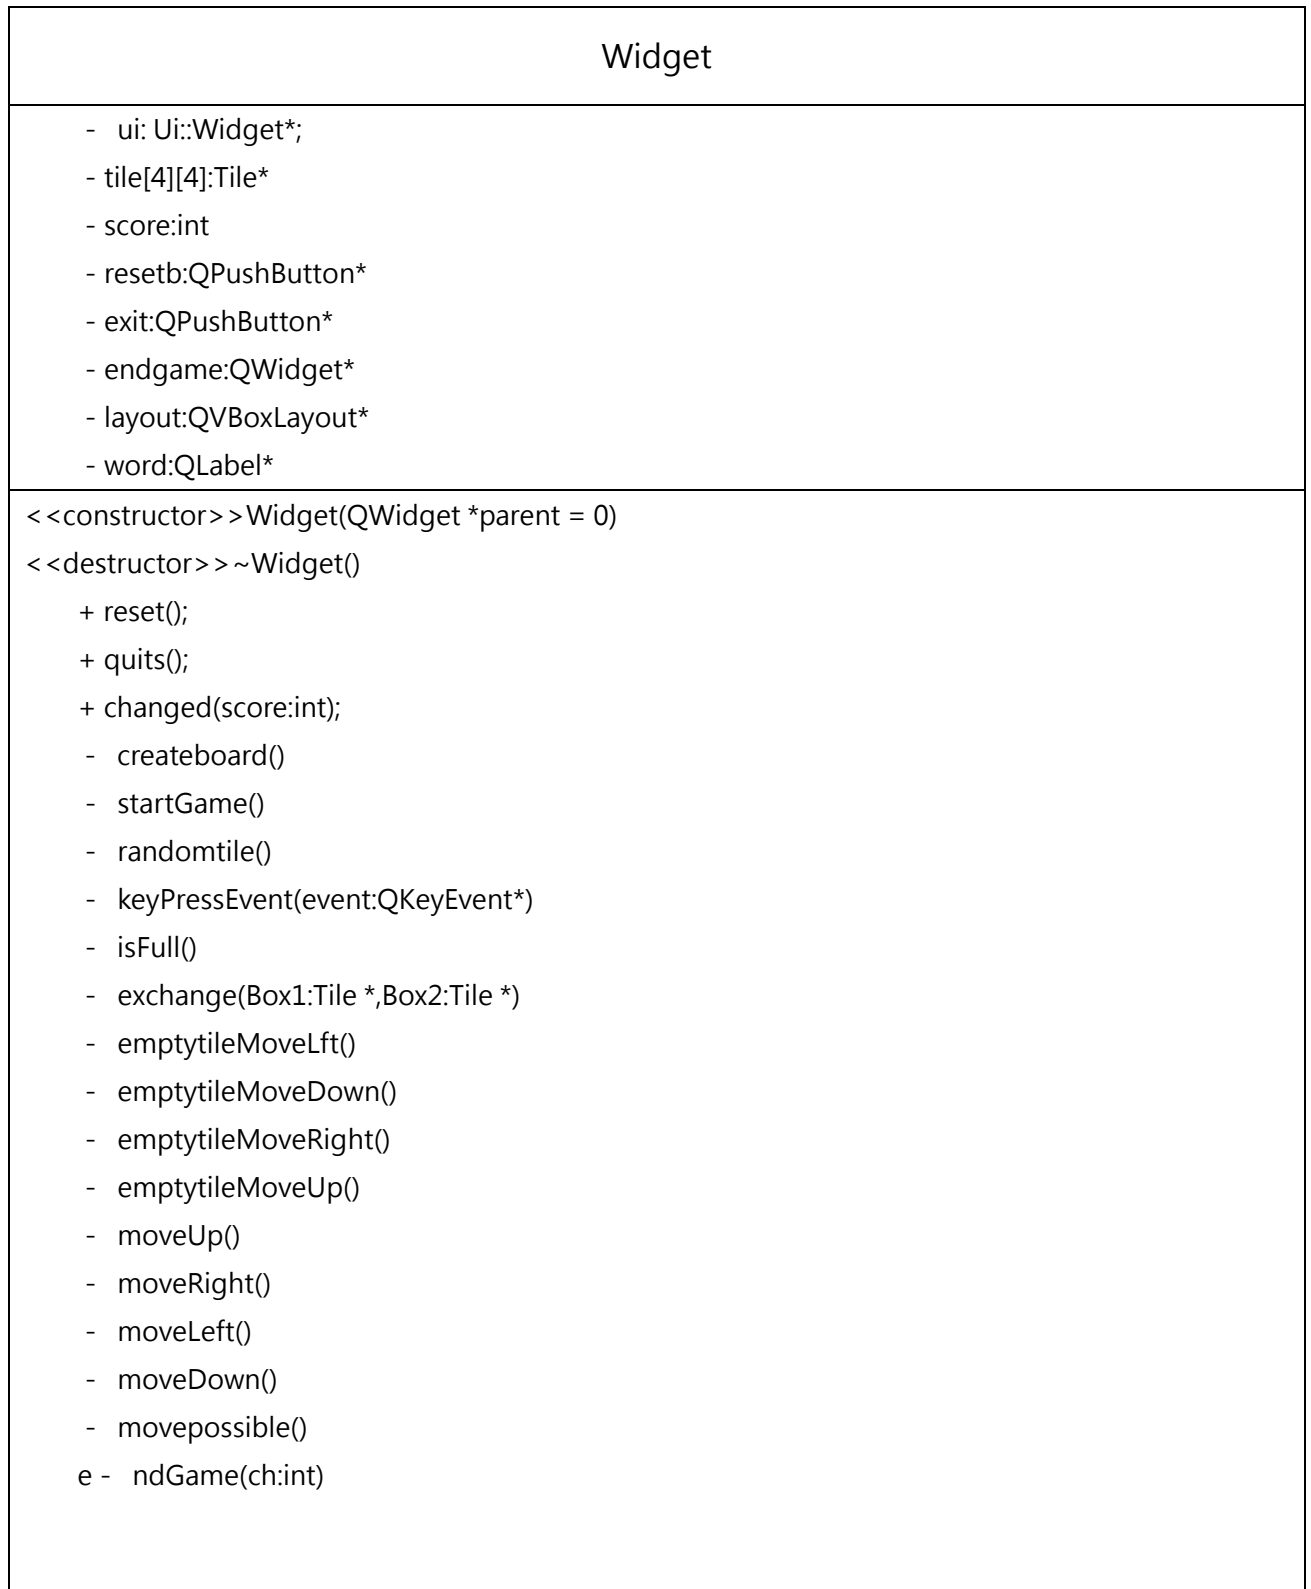 Widget
- ui: Ui::Widget*;
- tile[4][4]:Tile*
- score:int
- resetb:QPushButton*
- exit:QPushButton*
- endgame:QWidget*
- layout:QVBoxLayout*
- word:QLabel*
<<constructor>>Widget(QWidget *parent = 0)
<<destructor>>~Widget()
+ reset();
+ quits();
+ changed(score:int);
- createboard()
- startGame()
- randomtile()
- keyPressEvent(event:QKeyEvent*)
- isFull()
- exchange(Box1:Tile *,Box2:Tile *)
- emptytileMoveLft()
- emptytileMoveDown()
- emptytileMoveRight()
- emptytileMoveUp()
- moveUp()
- moveRight()
- moveLeft()
- moveDown()
- movepossible()
e - ndGame(ch:int)